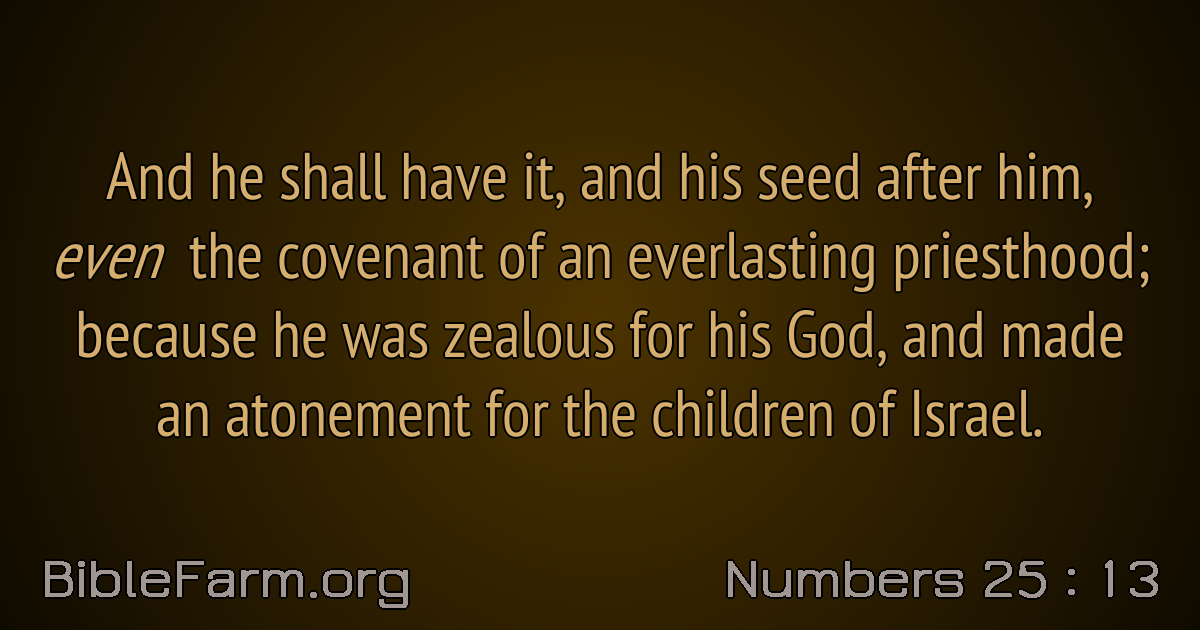 And he shall have it, and his seed after him,
even the covenant of an everlasting priesthood;
because he was zealous for his God, and made
an atonement for the children of Israel.
BibleFarm.org
Numbers 25 : 13